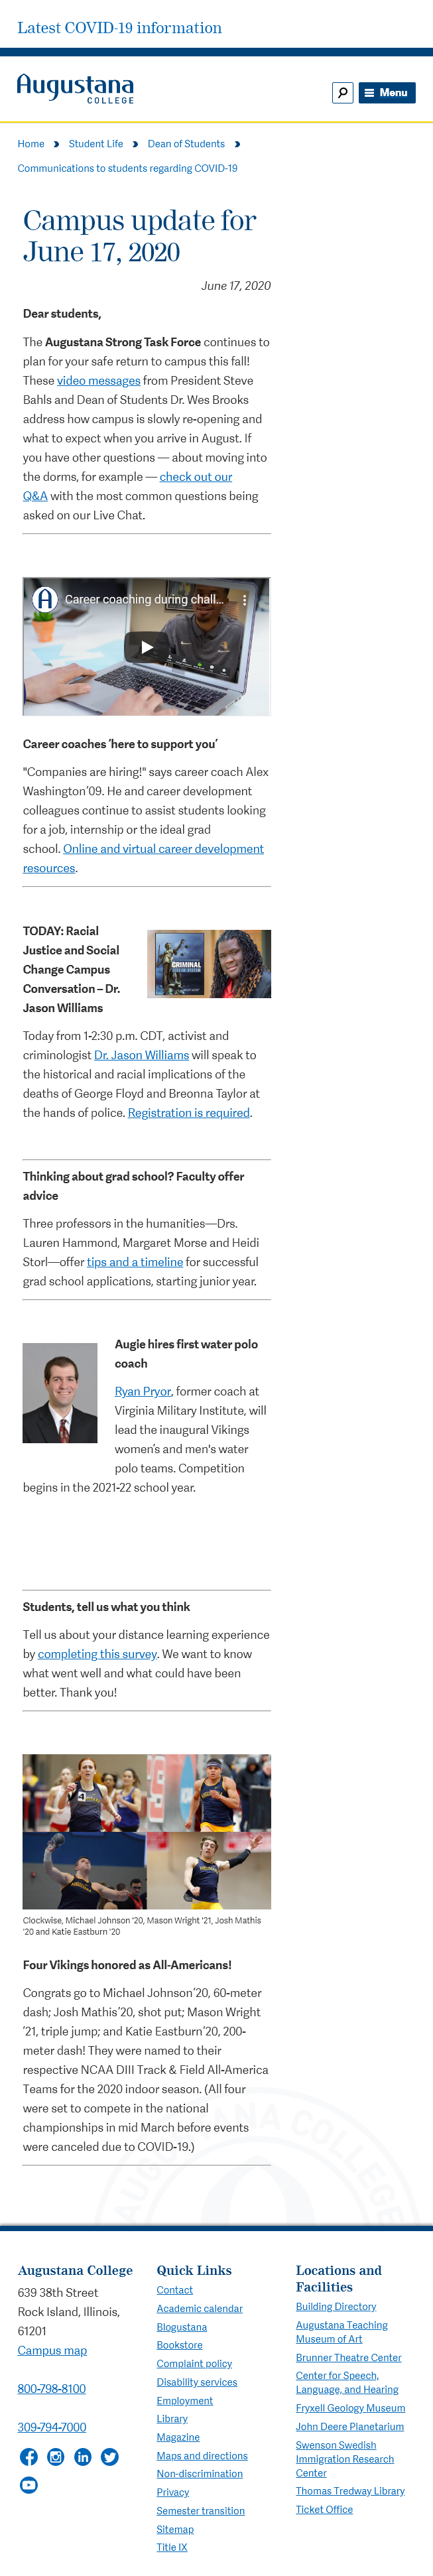 Latest COVID-19 information
Augustana
COLLEGE
Menu
Home
Student Life
Dean of Students
Communications to students regarding COVID-19
Campus update for
June 17, 2020
June 17, 2020
Dear students,
The Augustana Strong Task Force continues to
plan for your safe return to campus this fall!
These video messages from President Steve
Bahls and Dean of Students Dr. Wes Brooks
address how campus is slowly re-opening and
what to expect when you arrive in August. If
you have other questions — about moving into
the dorms, for example — check out our
Q&A with the most common questions being
asked on our Live Chat.
Career coaching during chall...
Career coaches ‘here to support you’
"Companies are hiring!" says career coach Alex
Washington’09. He and career development
colleagues continue to assist students looking
for a job, internship or the ideal grad
school. Online and virtual career development
resources.
TODAY: Racial
Justice and Social
Change Campus
Conversation – Dr.
Jason Williams
CRIMINAL
Today from 1-2:30 p.m. CDT, activist and
criminologist Dr. Jason Williams will speak to
the historical and racial implications of the
deaths of George Floyd and Breonna Taylor at
the hands of police. Registration is required.
Thinking about grad school? Faculty offer
advice
Three professors in the humanities—Drs.
Lauren Hammond, Margaret Morse and Heidi
Storl—offer tips and a timeline for successful
grad school applications, starting junior year.
Augie hires first water polo
coach
Ryan Pryor, former coach at
Virginia Military Institute, will
lead the inaugural Vikings
women’s and men's water
polo teams. Competition
begins in the 2021-22 school year.
Students, tell us what you think
Tell us about your distance learning experience
by completing this survey. We want to know
what went well and what could have been
better. Thank you!
Clockwise, Michael Johnson '20, Mason Wright '21, Josh Mathis
'20 and Katie Eastburn '20
Four Vikings honored as All-Americans!
Congrats go to Michael Johnson’20, 60-meter
dash; Josh Mathis’20, shot put; Mason Wright
’21, triple jump; and Katie Eastburn’20, 200-
meter dash! They were named to their
respective NCAA DIII Track & Field All-America
Teams for the 2020 indoor season. (All four
were set to compete in the national
championships in mid March before events
were canceled due to COVID-19.)
Augustana College
639 38th Street
Rock Island, Illinois,
61201
Campus map
800-798-8100
309-794-7000
Quick Links
Contact
Academic calendar
Blogustana
Bookstore
Complaint policy
Disability services
Employment
Library
Magazine
Maps and directions
Non-discrimination
Privacy
Semester transition
Sitemap
Title IX
Locations and
Facilities
Building Directory
Augustana Teaching
Museum of Art
Brunner Theatre Center
Center for Speech,
Language, and Hearing
Fryxell Geology Museum
John Deere Planetarium
Swenson Swedish
Immigration Research
Center
Thomas Tredway Library
Ticket Office